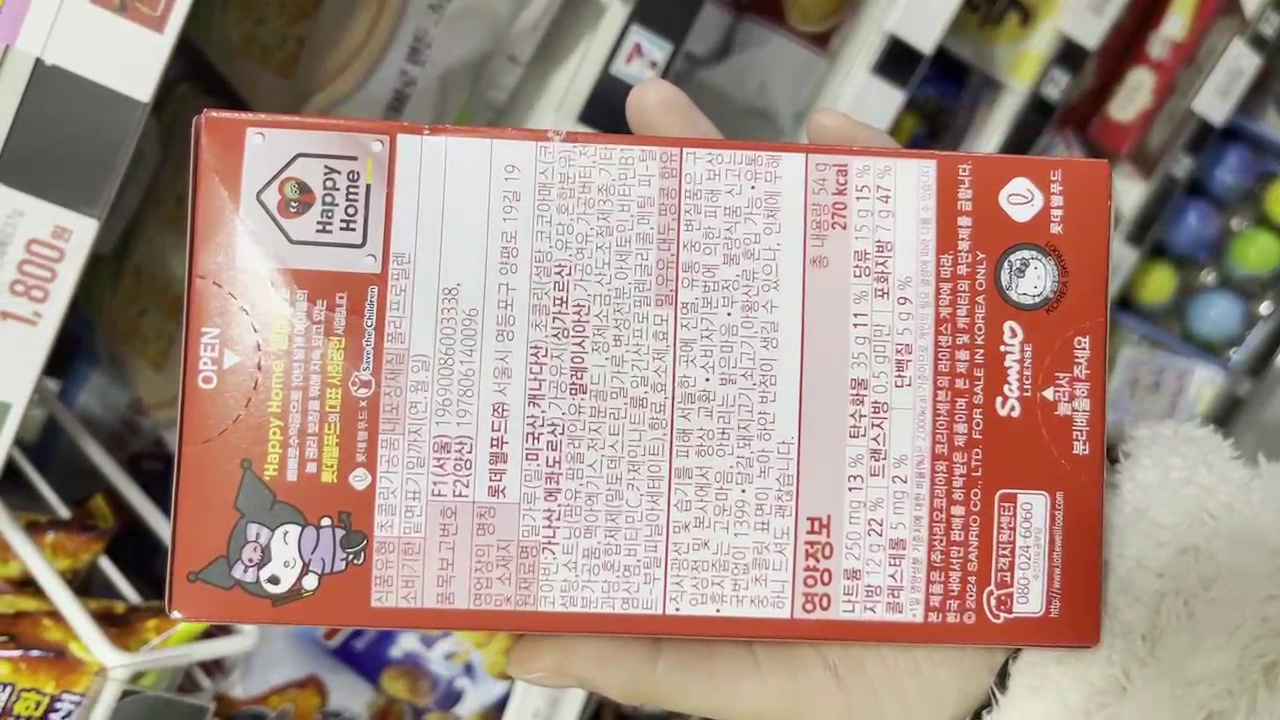 1,800원
OPEN
'Happy Home'
빼빼로수익금으로 10년 넘게 어린이의
놀 권리 보장을 위해 지속 되고 있는
롯데웰푸드의 대표 사회공헌 사업입니다.
롯데웰푸드 x Save the Children
Happy
Home
식품유형 초콜릿가공품 내포장재질 폴리프로필렌
소비기한 밑면표기일까지(연.월.일)
품목보고번호 F1(서울) 19690086003338,
F2(양산) 197806140096
영업장의 명칭 및 소재지 롯데웰푸드㈜ 서울시 영등포구 양평로 19길 19
원재료명 밀가루(밀:미국산,캐나다산),초콜릿(설탕,코코아매스(코
코아빈:가나산,에콰도르산),가공유지(싱가포르산),유당,혼합분유),
설탕,쇼트닝(팜유,팜올레인유:말레이시아산),가공연유,가공버터,전
분가공품,맥아엑스,전지분골드I,정제소금,산도조절제3종,기타
과당,혼합제제(말토덱스트린,밀가루,변성전분,아세토인,비타민B1
염산염,비타민C,카제인나트륨,알긴산프로필렌글리콜,메틸 피-털
트-부틸피닐아세테이트),향료,효소제,효모 밀,우유,대두,땅콩 함유
•직사광선 및 습기를 피해 서늘한 곳에 진열, 유통 중 변질품은 구
입상점 및 본사에서 항상 교환 •소비자기본법에 의한 피해 보상
•휴지줍는 고운마음, 안버리는 밝은마음 •부정, 불량식품 신고는
국번없이 1399 •달걀,돼지고기,쇠고기,아황산류 혼입 가능 •유통
중 초콜릿 표면이 녹아 하얀 반점이 생길 수 있으나, 인체에 무해
하니 드셔도 괜찮습니다.
영양정보 총 내용량 54 g
270 kcal
나트륨 250 mg 13 % 탄수화물 35 g 11 % 당류 15 g 15 %
지방 12 g 22 % 트랜스지방 0.5 g미만 포화지방 7 g 47 %
콜레스테롤 5 mg 2 % 단백질 5 g 9 %
*1일 영양성분 기준치에 대한 비율(%)은 2,000kcal 기준이므로 개인의 필요 열량에 따라 다를 수 있습니다.
본 제품은 (주)산리오코리아와 코리아세븐의 라이센스 계약에 따라,
한국 내에서만 판매를 허락받은 제품이며, 본 제품 및 캐릭터의 무단복제를 금합니다.
© 2024 SANRIO CO., LTD. FOR SALE IN KOREA ONLY
고객지원센터
080-024-6060
수신자요금부담
http://www.lottewellfood.com
Sanrio
LICENSE
눌러서
분리배출해 주세요
Sanrio
KOREA SKR001
롯데웰푸드